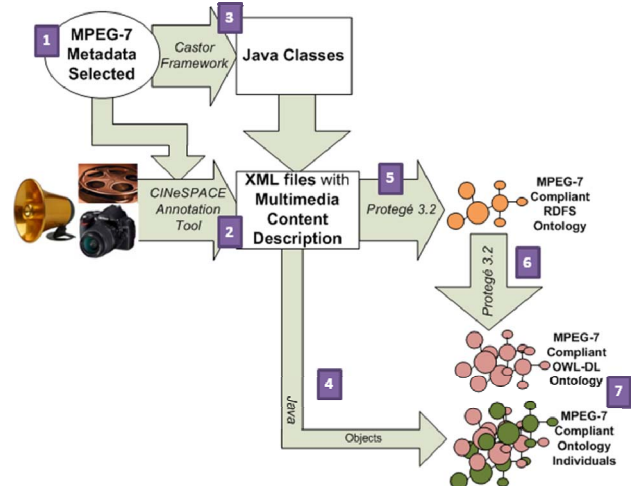 1
MPEG-7
Metadata
Selected
Castor
Framework
3
Java Classes
CINeSPACE
Annotation
Tool
2
XML files with
Multimedia
Content
Description
5
Protegé 3.2
MPEG-7
Compliant
RDFS
Ontology
Protegé 3.2
6
MPEG-7
Compliant
OWL-DL
Ontology
7
4
Java
Objects
MPEG-7
Compliant
Ontology
Individuals